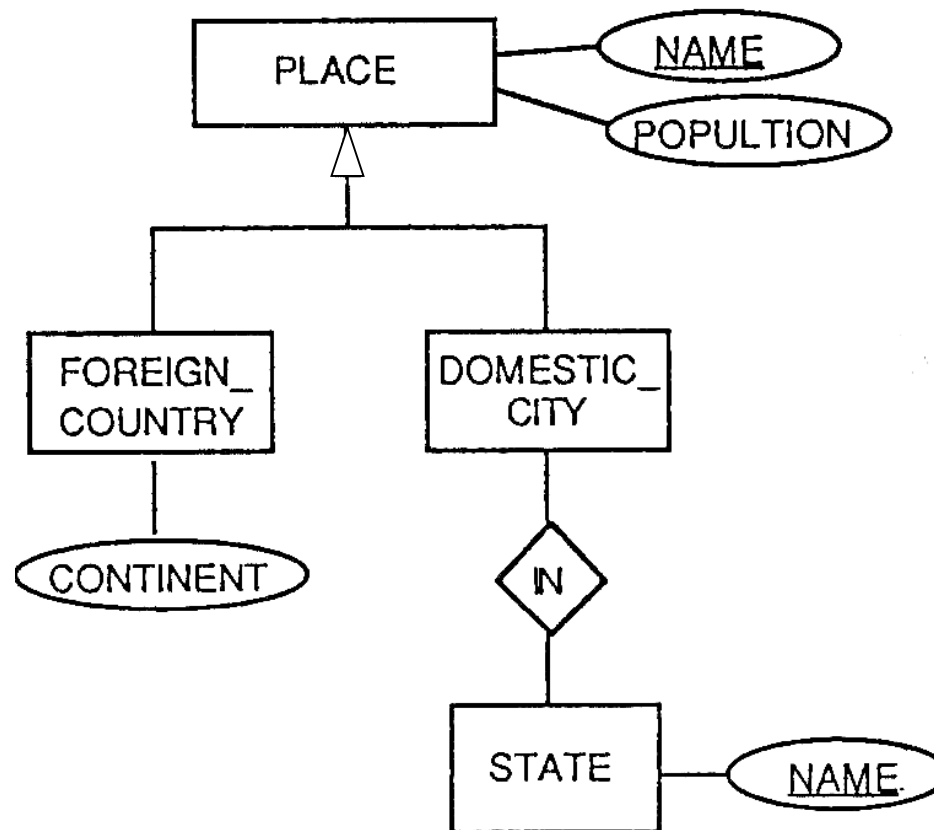 PLACE
NAME
POPULTION
FOREIGN_
COUNTRY
DOMESTIC_
CITY
CONTINENT
IN
STATE
NAME